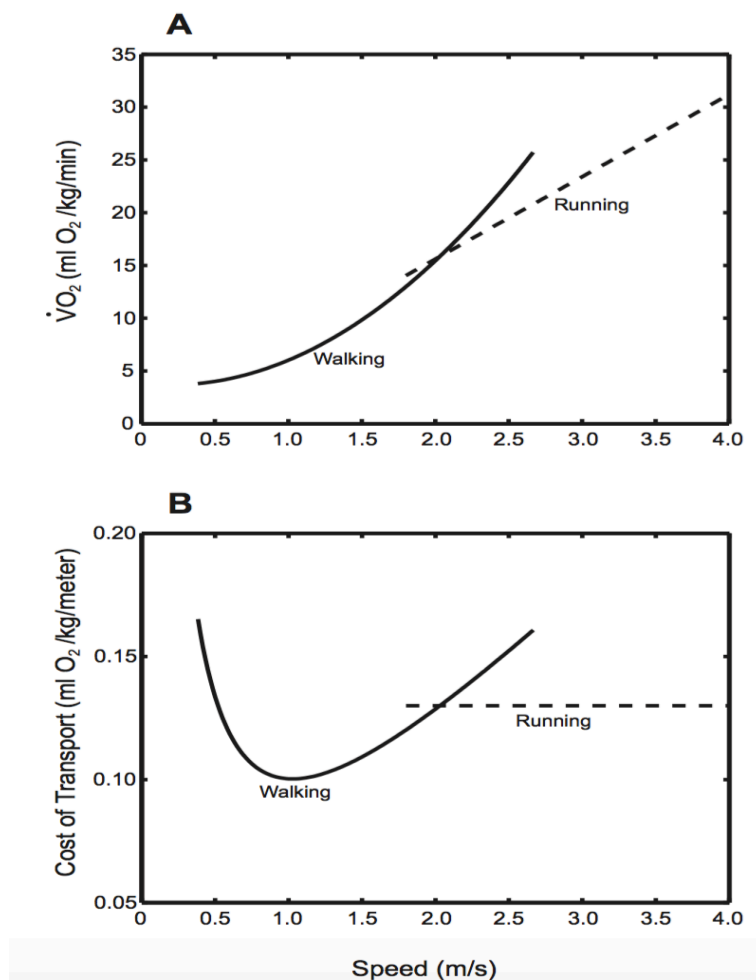 A
35
30
25
20
15
10
5
0
V̇O₂ (ml O₂ /kg/min)
Running
Walking
0 0.5 1.0 1.5 2.0 2.5 3.0 3.5 4.0
B
0.20
0.15
0.10
0.05
Cost of Transport (ml O₂ /kg/meter)
Running
Walking
0 0.5 1.0 1.5 2.0 2.5 3.0 3.5 4.0
Speed (m/s)